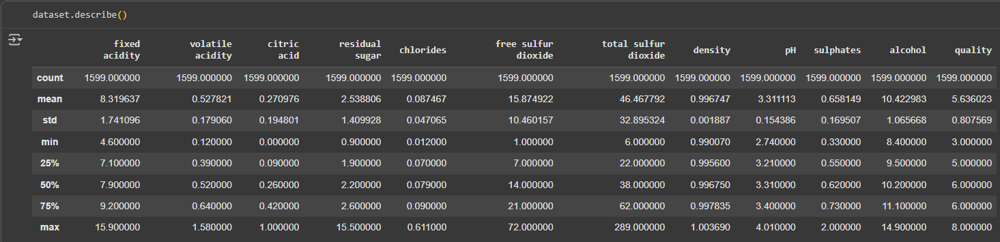 dataset.describe()
fixed acidity volatile acidity citric acid residual sugar chlorides free sulfur dioxide total sulfur dioxide density pH sulphates alcohol quality
count 1599.000000 1599.000000 1599.000000 1599.000000 1599.000000 1599.000000 1599.000000 1599.000000 1599.000000 1599.000000 1599.000000 1599.000000
mean 8.319637 0.527821 0.270976 2.538806 0.087467 15.874922 46.467792 0.996747 3.311113 0.658149 10.422983 5.636023
std 1.741096 0.179060 0.194801 1.409928 0.047065 10.460157 32.895324 0.001887 0.154386 0.169507 1.065668 0.807569
min 4.600000 0.120000 0.000000 0.900000 0.012000 1.000000 6.000000 0.990070 2.740000 0.330000 8.400000 3.000000
25% 7.100000 0.390000 0.090000 1.900000 0.070000 7.000000 22.000000 0.995600 3.210000 0.550000 9.500000 5.000000
50% 7.900000 0.520000 0.260000 2.200000 0.079000 14.000000 38.000000 0.996750 3.310000 0.620000 10.200000 6.000000
75% 9.200000 0.640000 0.420000 2.600000 0.090000 21.000000 62.000000 0.997835 3.400000 0.730000 11.100000 6.000000
max 15.900000 1.580000 1.000000 15.500000 0.611000 72.000000 289.000000 1.003690 4.010000 2.000000 14.900000 8.000000